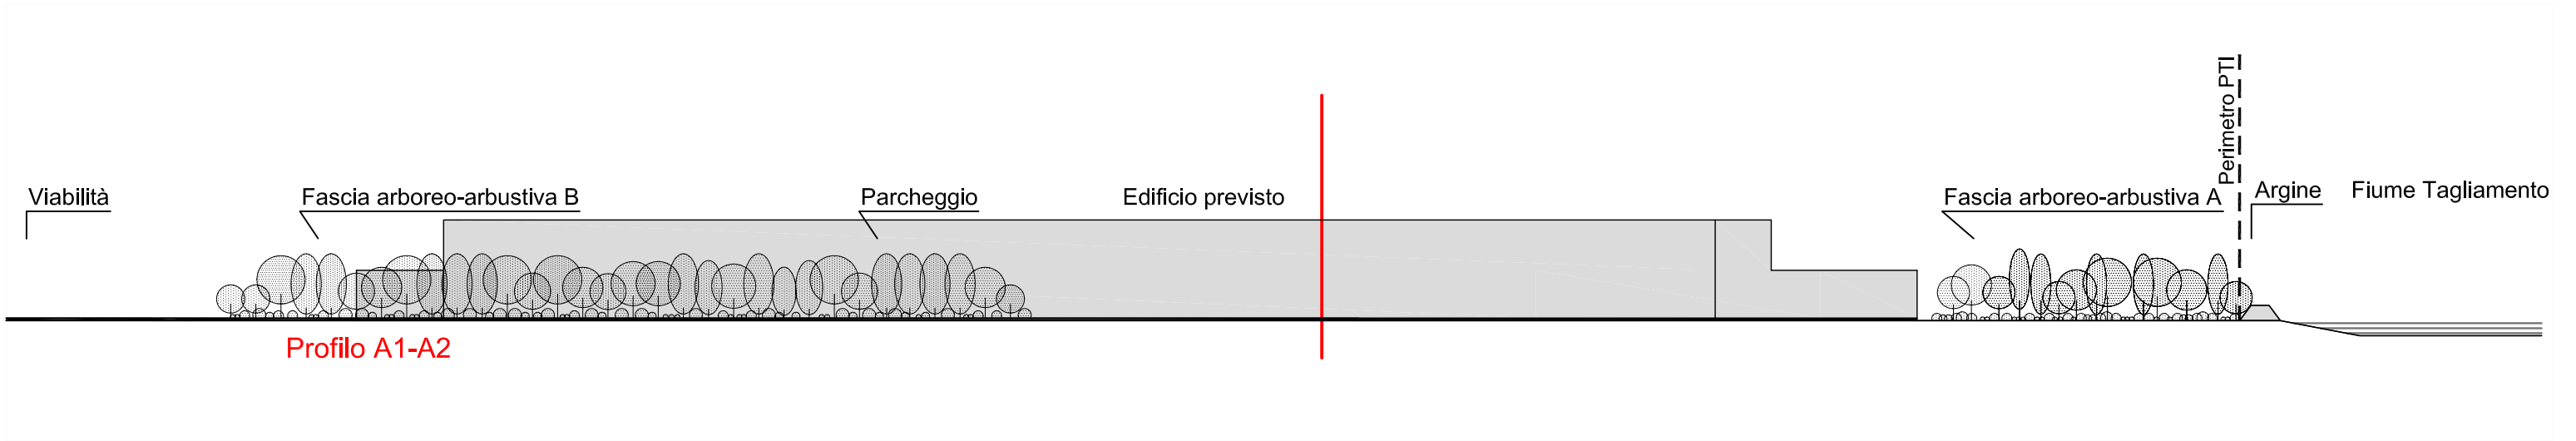 Viabilità
Fascia arboreo-arbustiva B
Parcheggio
Edificio previsto
Fascia arboreo-arbustiva A
Perimetro PTI
Argine
Fiume Tagliamento
Profilo A1-A2